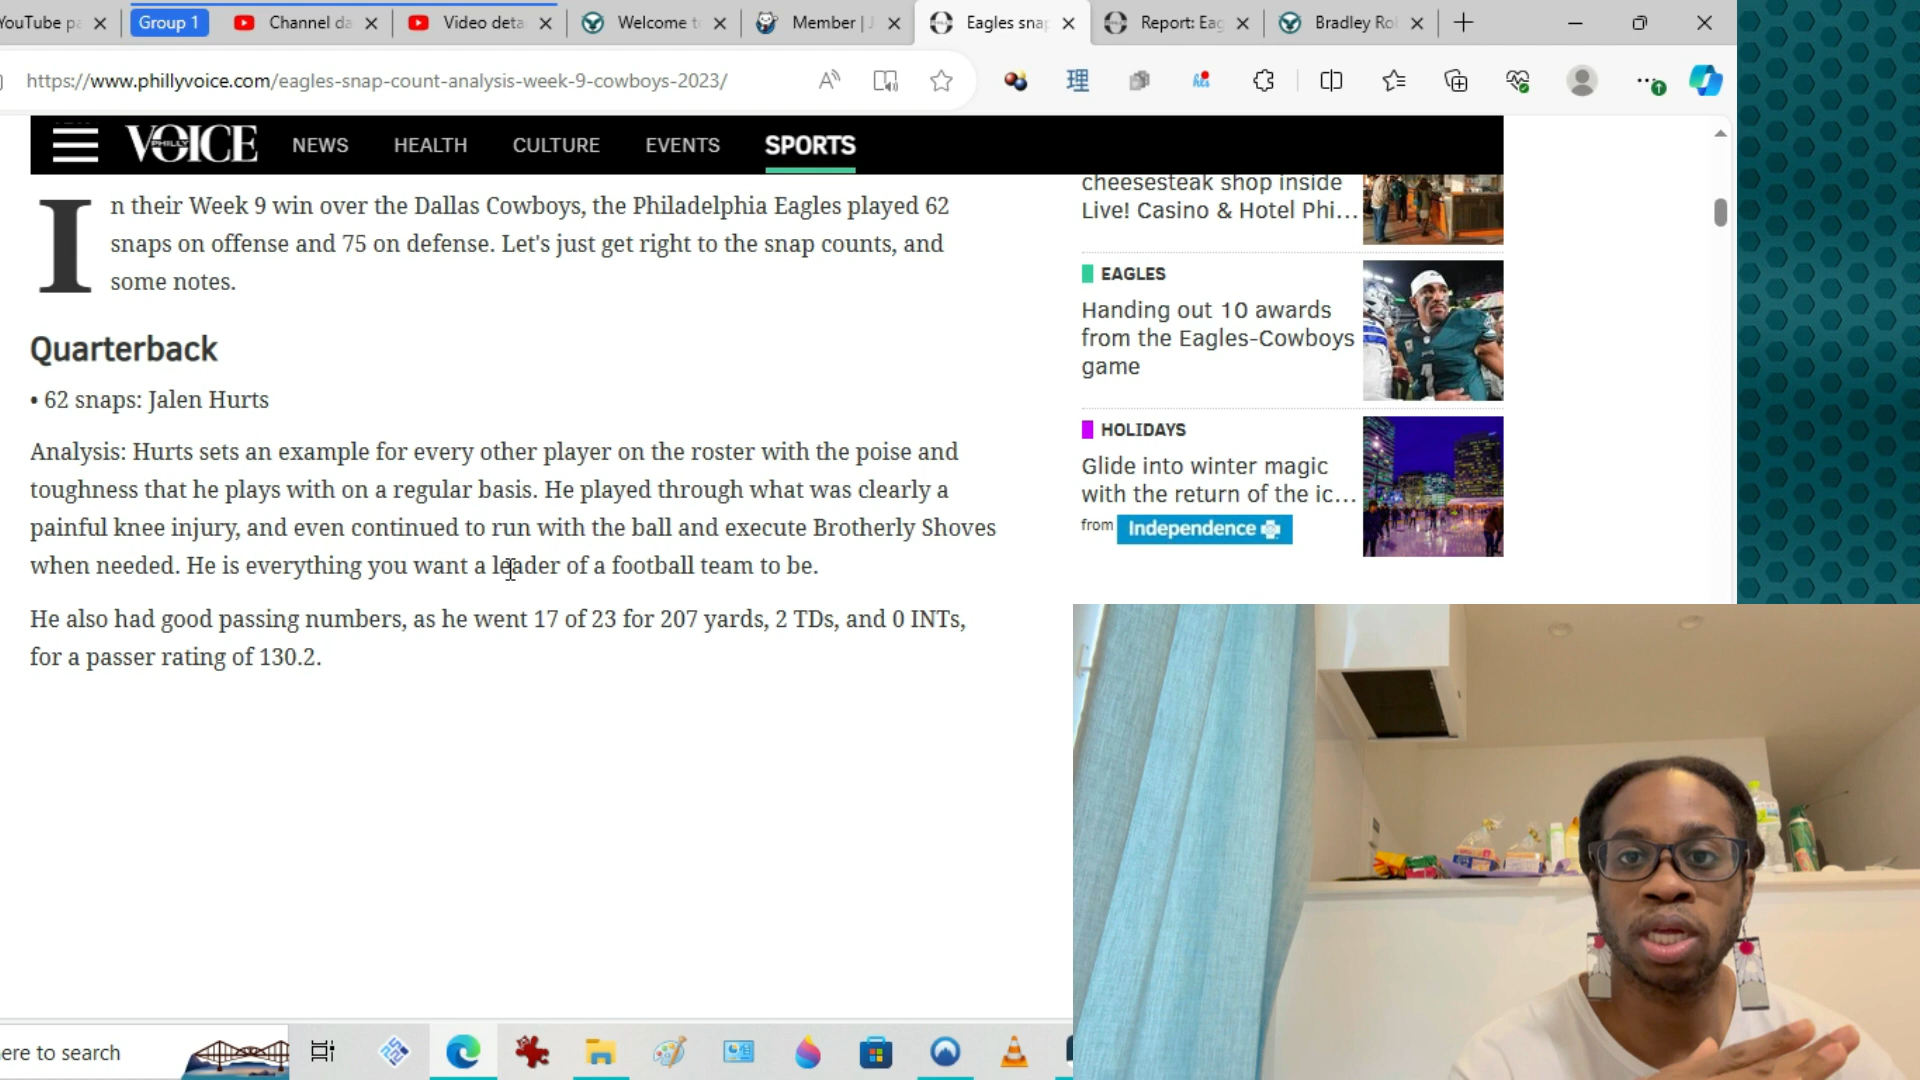 YouTube p
Group 1
Channel da
Video deta
Welcome t
Member | J
Eagles snap
Report: Eag
Bradley Ro
https://www.phillyvoice.com/eagles-snap-count-analysis-week-9-cowboys-2023/
VOICE
PHILLY
NEWS
HEALTH
CULTURE
EVENTS
SPORTS
In their Week 9 win over the Dallas Cowboys, the Philadelphia Eagles played 62
snaps on offense and 75 on defense. Let's just get right to the snap counts, and
some notes.
Quarterback
• 62 snaps: Jalen Hurts
Analysis: Hurts sets an example for every other player on the roster with the poise and
toughness that he plays with on a regular basis. He played through what was clearly a
painful knee injury, and even continued to run with the ball and execute Brotherly Shoves
when needed. He is everything you want a leader of a football team to be.
He also had good passing numbers, as he went 17 of 23 for 207 yards, 2 TDs, and 0 INTs,
for a passer rating of 130.2.
cheesesteak shop inside
Live! Casino & Hotel Phi...
EAGLES
Handing out 10 awards
from the Eagles-Cowboys
game
HOLIDAYS
Glide into winter magic
with the return of the ic...
from Independence
ere to search